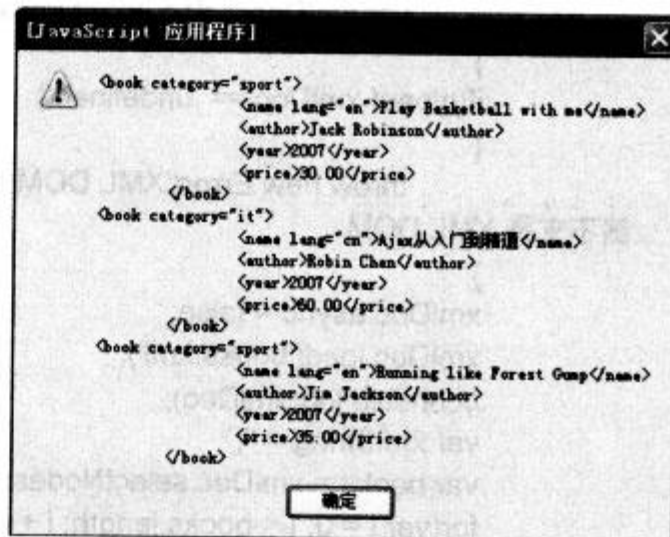 [JavaScript 应用程序]
<book category="sport">
<name lang="en">Play Basketball with me</name>
<author>Jack Robinson</author>
<year>2007</year>
<price>30.00</price>
</book>
<book category="it">
<name lang="cn">Ajax从入门到精通</name>
<author>Robin Chen</author>
<year>2007</year>
<price>60.00</price>
</book>
<book category="sport">
<name lang="en">Running like Forest Gump</name>
<author>Jim Jackson</author>
<year>2007</year>
<price>35.00</price>
</book>
确定